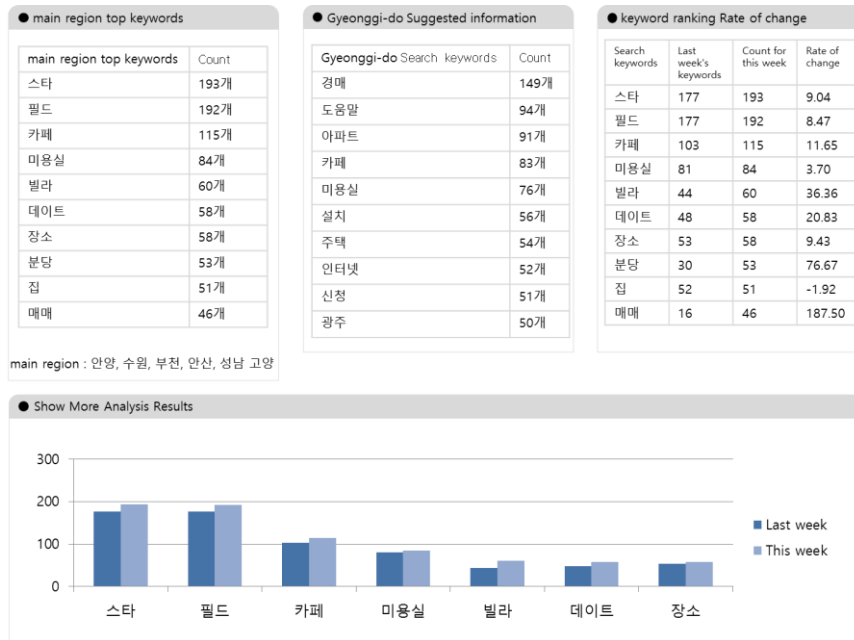 ● main region top keywords
main region top keywords Count
스타 193개
필드 192개
카페 115개
미용실 84개
빌라 60개
데이트 58개
장소 58개
분당 53개
집 51개
매매 46개
main region : 안양, 수원, 부천, 안산, 성남 고양
● Gyeonggi-do Suggested information
Gyeonggi-do Search keywords Count
경매 149개
도움말 94개
아파트 91개
카페 83개
미용실 76개
설치 56개
주택 54개
인터넷 52개
신청 51개
광주 50개
● keyword ranking Rate of change
Search keywords Last week's keywords Count for this week Rate of change
스타 177 193 9.04
필드 177 192 8.47
카페 103 115 11.65
미용실 81 84 3.70
빌라 44 60 36.36
데이트 48 58 20.83
장소 53 58 9.43
분당 30 53 76.67
집 52 51 -1.92
매매 16 46 187.50
● Show More Analysis Results
300
200
100
0
스타 필드 카페 미용실 빌라 데이트 장소
Last week
This week